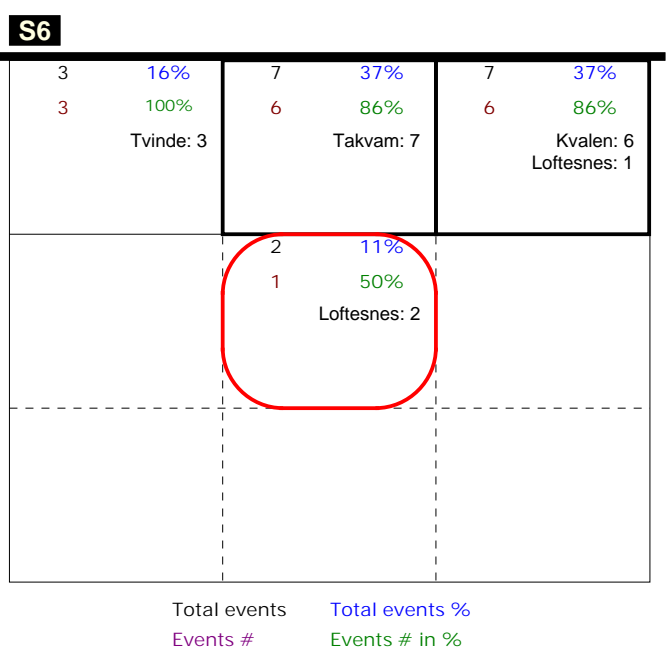 S6
3 16% 7 37% 7 37%
3 100% 6 86% 6 86%
Tvinde: 3 Takvam: 7 Kvalen: 6
Loftesnes: 1
2 11%
1 50%
Loftesnes: 2
Total events Total events %
Events # Events # in %